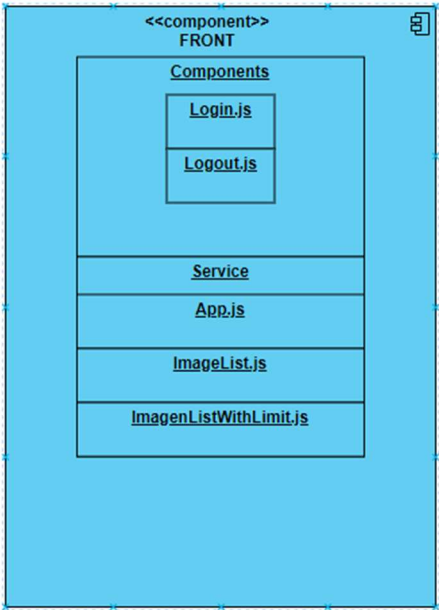 <<component>>
FRONT
Components
Login.js
Logout.js
Service
App.js
ImageList.js
ImagenListWithLimit.js